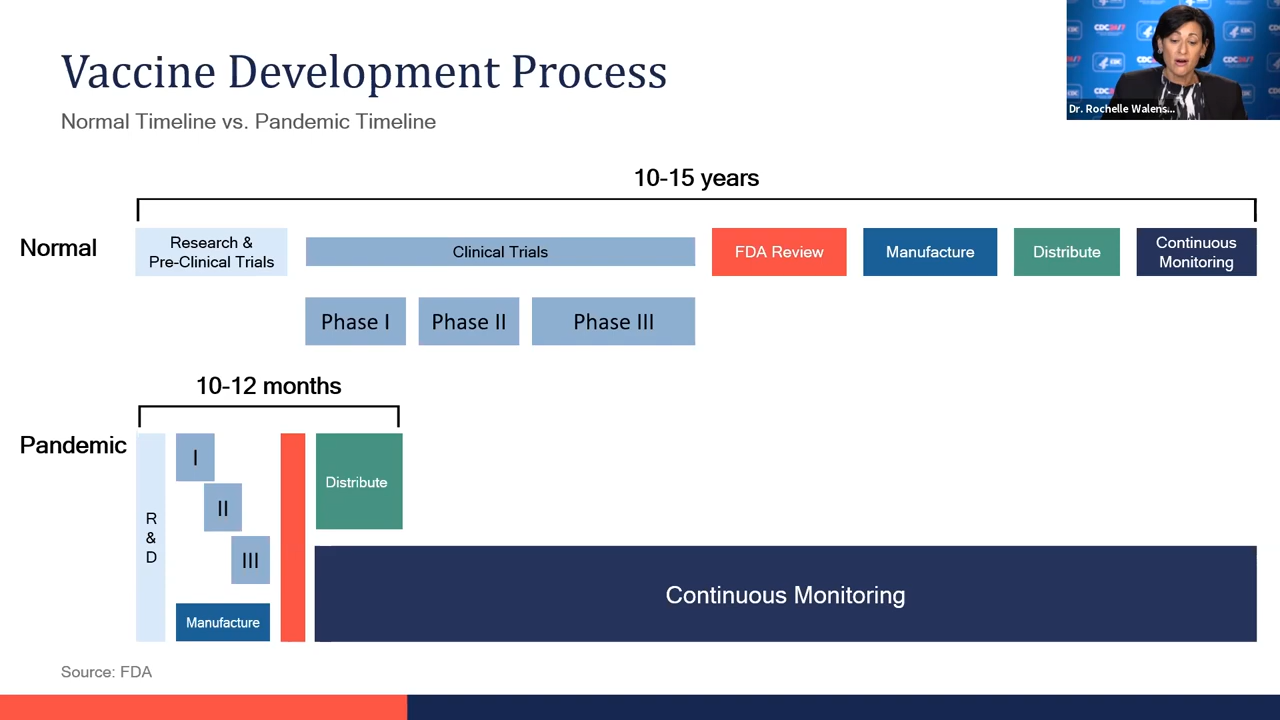 Vaccine Development Process
Normal Timeline vs. Pandemic Timeline
Dr. Rochelle Walens...
10-15 years
Normal
Research &
Pre-Clinical Trials
Clinical Trials
FDA Review
Manufacture
Distribute
Continuous
Monitoring
Phase I
Phase II
Phase III
10-12 months
Pandemic
R
&
D
I
II
III
Manufacture
Distribute
Continuous Monitoring
Source: FDA